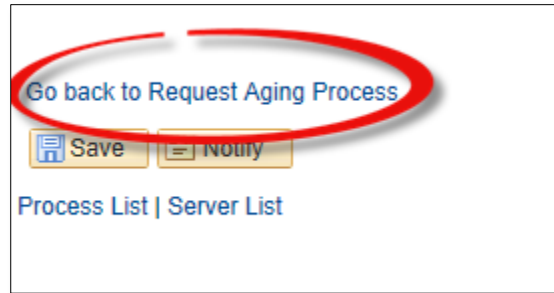 Go back to Request Aging Process
Save Notify
Process List | Server List